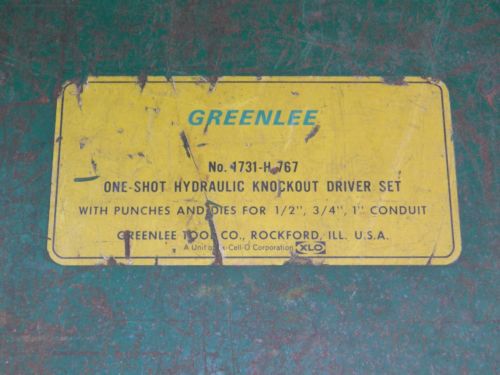 GREENLEE
No. 1731-H-767
ONE-SHOT HYDRAULIC KNOCKOUT DRIVER SET
WITH PUNCHES AND DIES FOR 1/2", 3/4", 1" CONDUIT
GREENLEE TOOL CO., ROCKFORD, ILL. U.S.A.
A Unit of Ex-Cell-O Corporation XLO